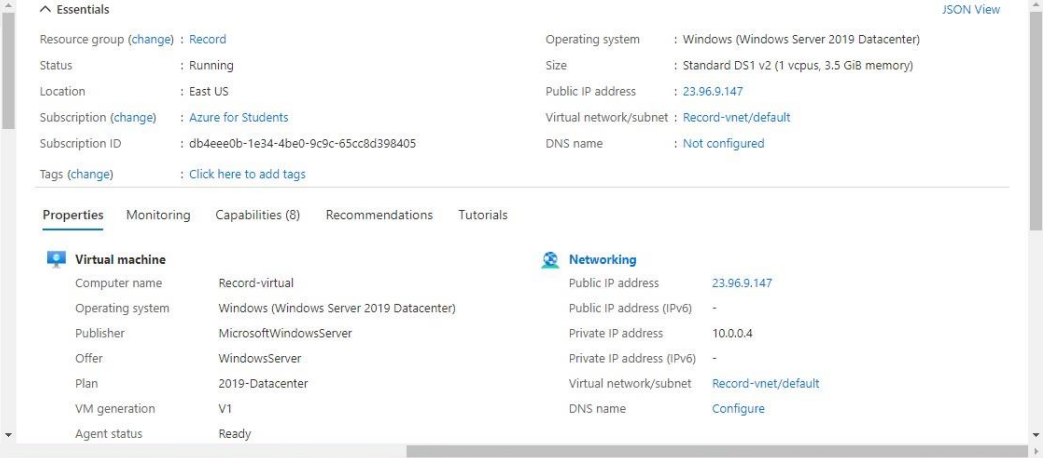 Essentials JSON View
Resource group (change) : Record Operating system : Windows (Windows Server 2019 Datacenter)
Status : Running Size : Standard DS1 v2 (1 vcpus, 3.5 GiB memory)
Location : East US Public IP address : 23.96.9.147
Subscription (change) : Azure for Students Virtual network/subnet : Record-vnet/default
Subscription ID : db4eee0b-1e34-4be0-9c9c-65cc8d398405 DNS name : Not configured
Tags (change) : Click here to add tags
Properties Monitoring Capabilities (8) Recommendations Tutorials
Virtual machine Networking
Computer name Record-virtual Public IP address 23.96.9.147
Operating system Windows (Windows Server 2019 Datacenter) Public IP address (IPv6) -
Publisher MicrosoftWindowsServer Private IP address 10.0.0.4
Offer WindowsServer Private IP address (IPv6) -
Plan 2019-Datacenter Virtual network/subnet Record-vnet/default
VM generation V1 DNS name Configure
Agent status Ready